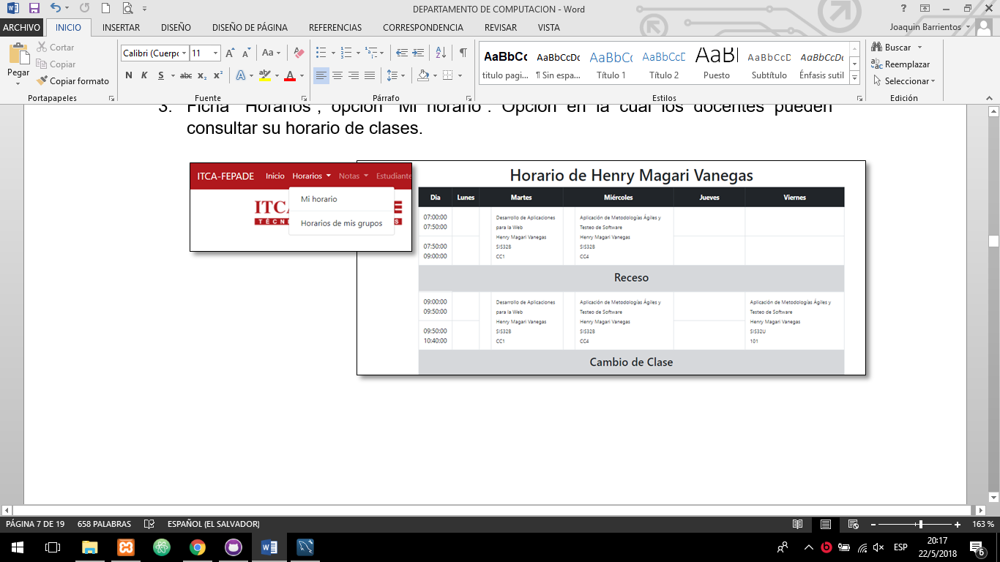 DEPARTAMENTO DE COMPUTACION - Word
ARCHIVO INICIO INSERTAR DISEÑO DISEÑO DE PÁGINA REFERENCIAS CORRESPONDENCIA REVISAR VISTA Joaquin Barrientos
Pegar
Cortar
Copiar
Copiar formato
Portapapeles
Calibri (Cuerpo 11
Fuente
Párrafo
AaBbCc AaBbCcDc AaBbCc AaBbCcD AaBl AaBbCcD AaBbCcDc
titulo pagi... ¶ Sin espa... Título 1 Título 2 Puesto Subtítulo Énfasis sutil
Estilos
Buscar
Reemplazar
Seleccionar
Edición
3. Ficha "Horarios", opción "Mi horario". Opción en la cual los docentes pueden
consultar su horario de clases.
ITCA-FEPADE Inicio Horarios Notas Estudiante
Mi horario
Horarios de mis grupos
Horario de Henry Magari Vanegas
Dia Lunes Martes Miércoles Jueves Viernes
07:00:00
07:50:00
07:50:00
09:00:00
Desarrollo de Aplicaciones
para la Web
Henry Magari Vanegas
SIS32B
CC1
Aplicación de Metodologías Ágiles y
Testeo de Software
Henry Magari Vanegas
SIS32B
CC4
Receso
09:00:00
09:50:00
09:50:00
10:40:00
Desarrollo de Aplicaciones
para la Web
Henry Magari Vanegas
SIS32B
CC1
Aplicación de Metodologías Ágiles y
Testeo de Software
Henry Magari Vanegas
SIS32B
CC4
Aplicación de Metodologías Ágiles y
Testeo de Software
Henry Magari Vanegas
SIS32U
101
Cambio de Clase
PÁGINA 7 DE 19 658 PALABRAS ESPAÑOL (EL SALVADOR) 163 %
ESP
20:17
22/5/2018
6